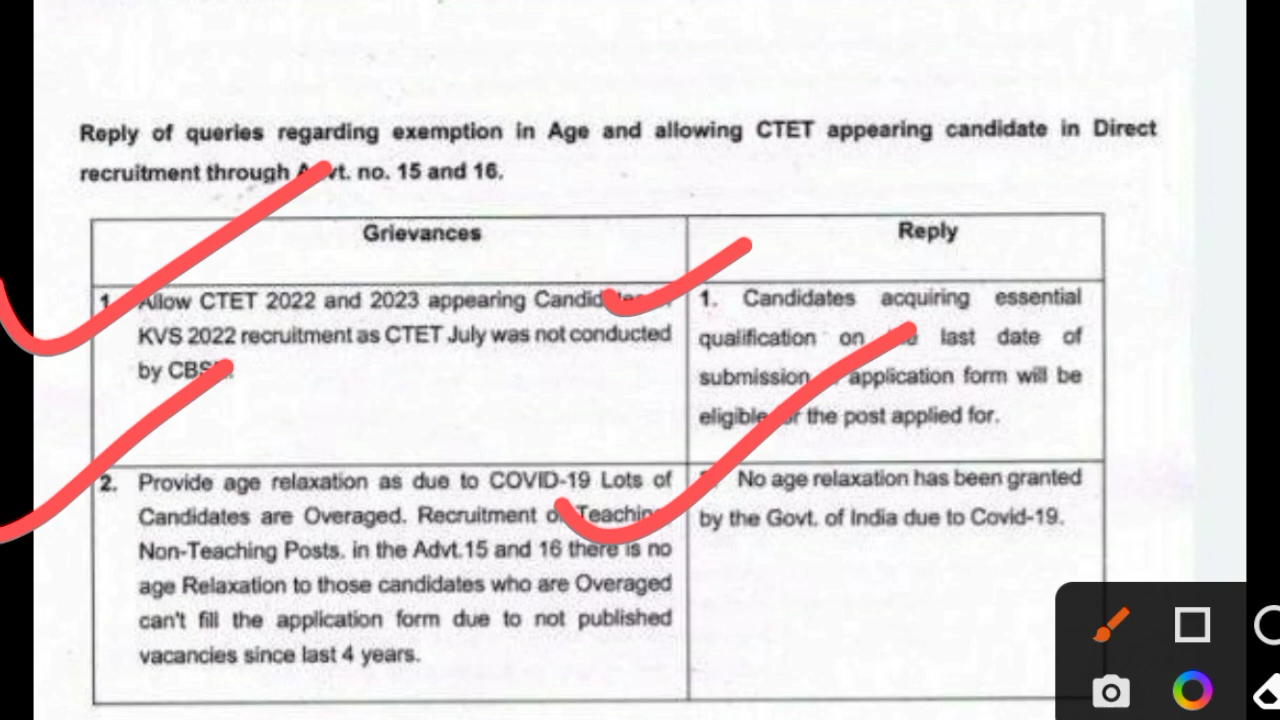 Reply of queries regarding exemption in Age and allowing CTET appearing candidate in Direct
recruitment through Advt. no. 15 and 16.
Grievances
Reply
1. Allow CTET 2022 and 2023 appearing
KVS 2022 recruitment as CTET July was not conducted
by CBSE.
1. Candidates acquiring essential
qualification on last date of
submission application form will be
eligible the post applied for.
2. Provide age relaxation as due to COVID-19 Lots of
Candidates are Overaged. Recruitment Teaching
Non-Teaching Posts. in the Advt.15 and 16 there is no
age Relaxation to those candidates who are Overaged
can't fill the application form due to not published
vacancies since last 4 years.
No age relaxation has been granted
by the Govt. of India due to Covid-19.